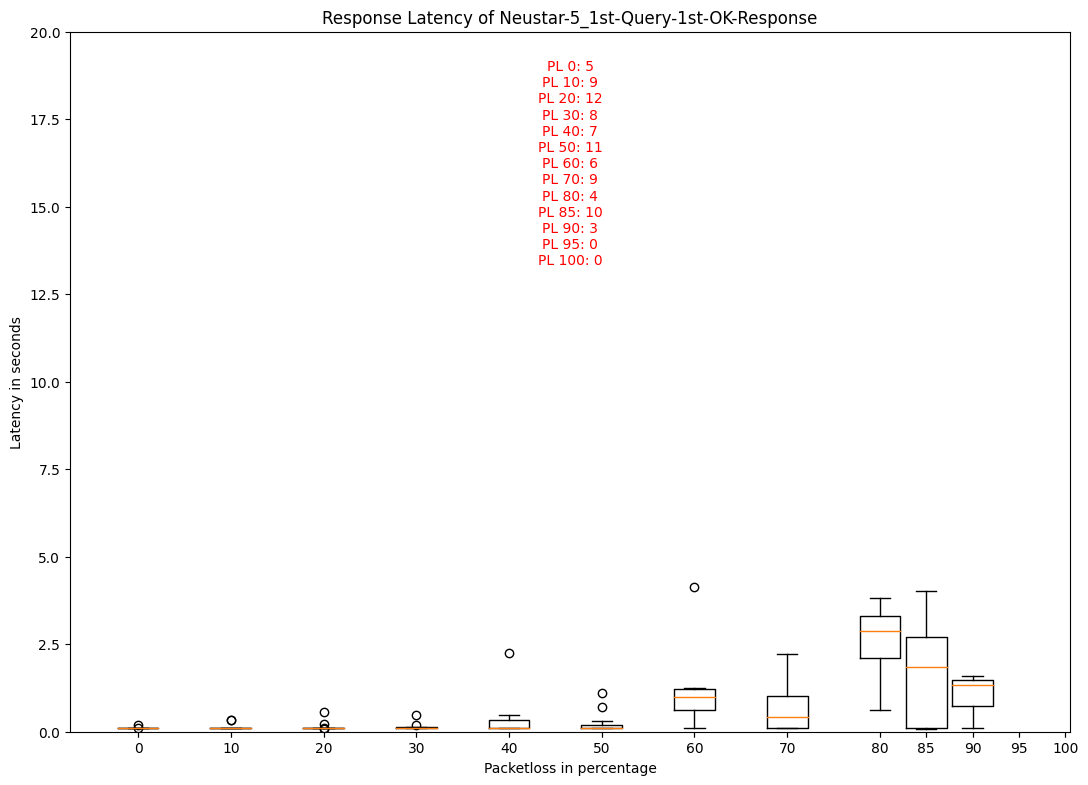 Response Latency of Neustar-5_1st-Query-1st-OK-Response
20.0
17.5
15.0
12.5
10.0
7.5
5.0
2.5
0.0
Latency in seconds
PL 0: 5
PL 10: 9
PL 20: 12
PL 30: 8
PL 40: 7
PL 50: 11
PL 60: 6
PL 70: 9
PL 80: 4
PL 85: 10
PL 90: 3
PL 95: 0
PL 100: 0
0 10 20 30 40 50 60 70 80 85 90 95 100
Packetloss in percentage